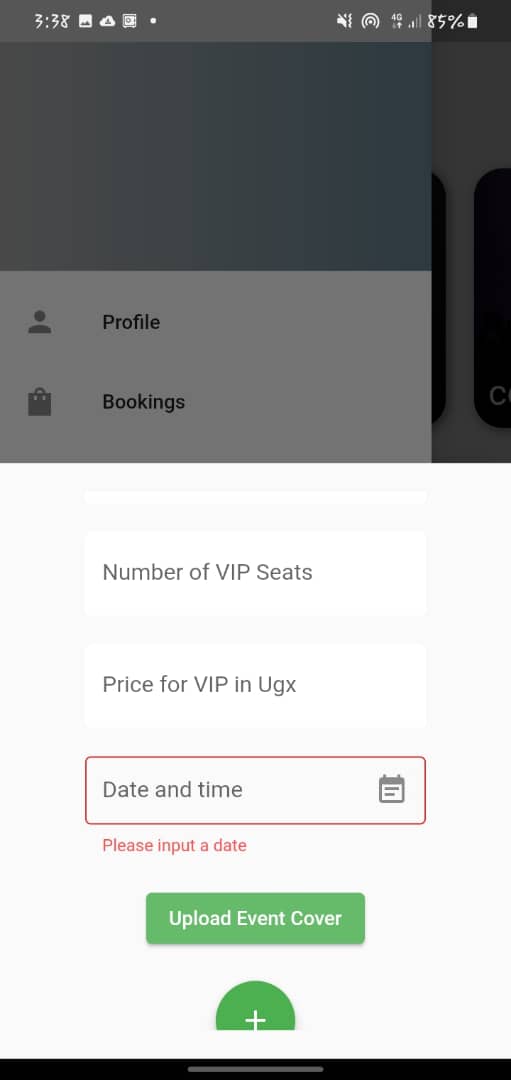 3:38 4G 85%
Profile
Bookings
Number of VIP Seats
Price for VIP in Ugx
Date and time
Please input a date
Upload Event Cover
+